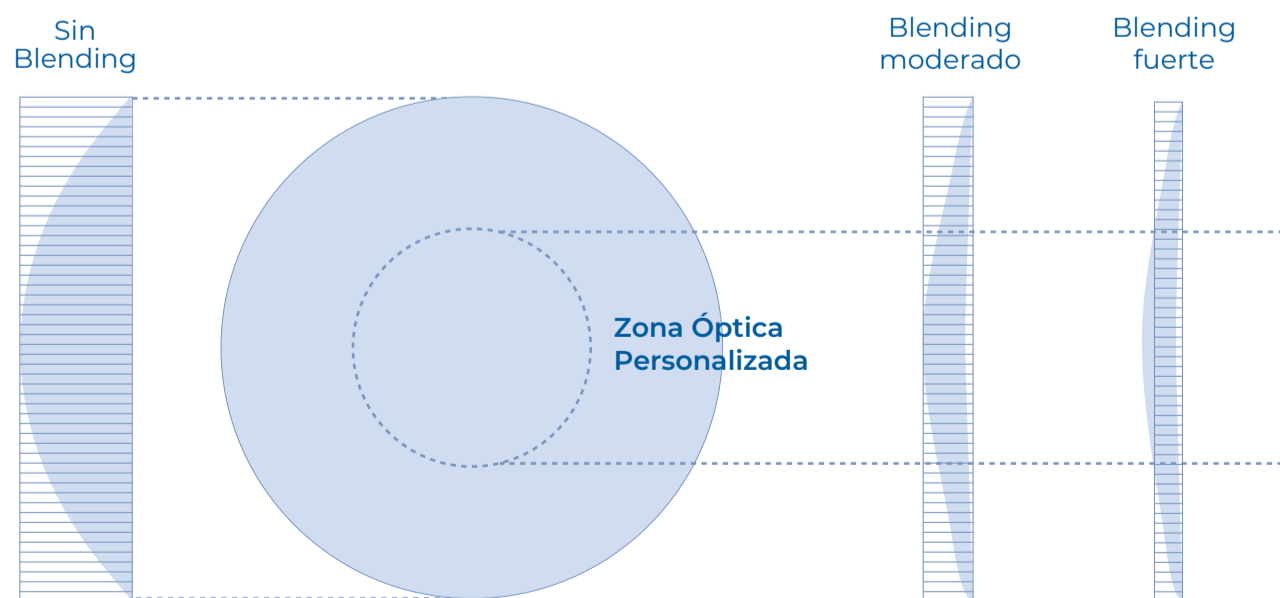 Sin
Blending
Blending
moderado
Blending
fuerte
Zona Óptica
Personalizada